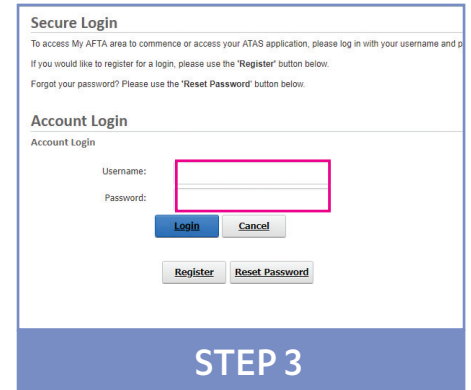 Secure Login
To access My AFTA area to commence or access your ATAS application, please log in with your username and p
If you would like to register for a login, please use the 'Register' button below.
Forgot your password? Please use the 'Reset Password' button below.
Account Login
Account Login
Username:
Password:
Login Cancel
Register Reset Password
STEP 3